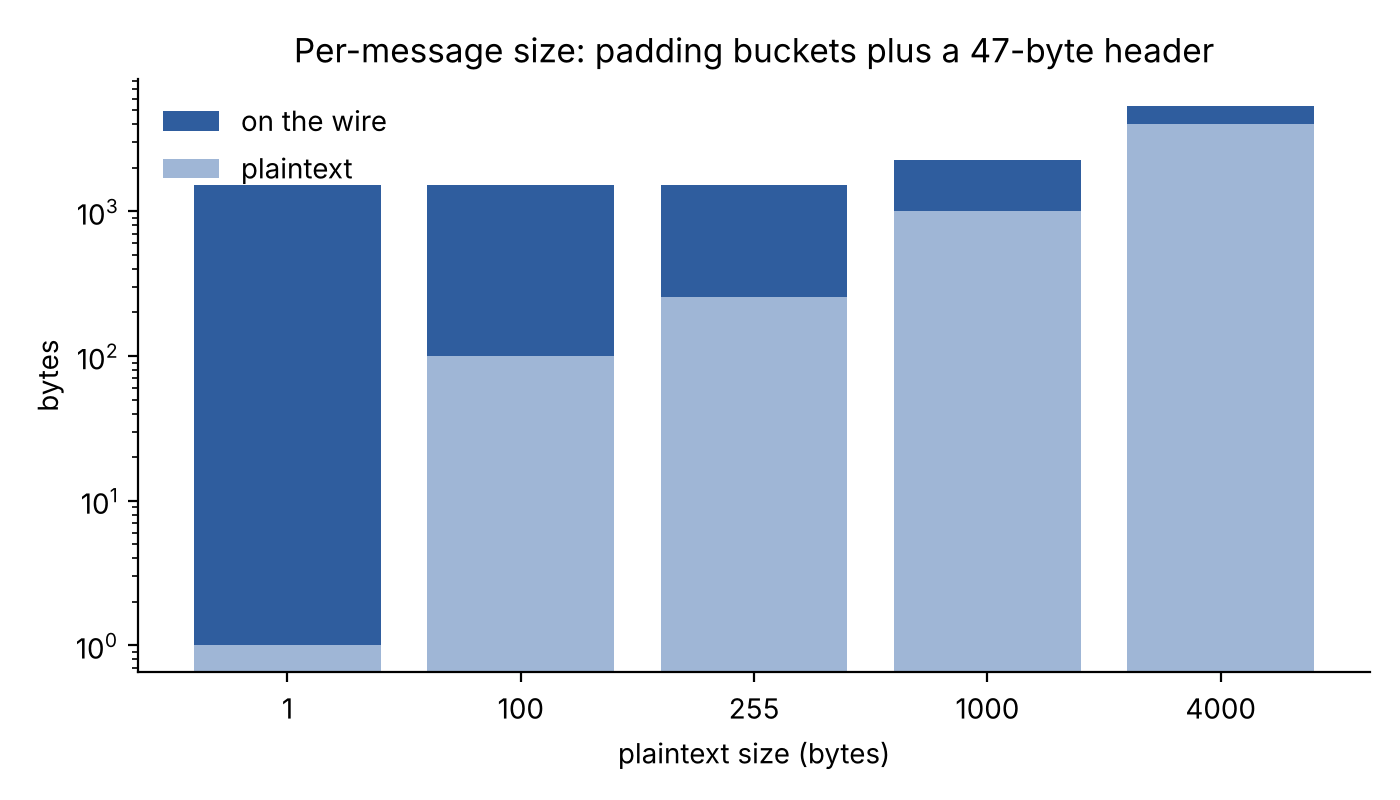 Per-message size: padding buckets plus a 47-byte header
on the wire
plaintext
10³
10²
10¹
10⁰
bytes
1 100 255 1000 4000
plaintext size (bytes)